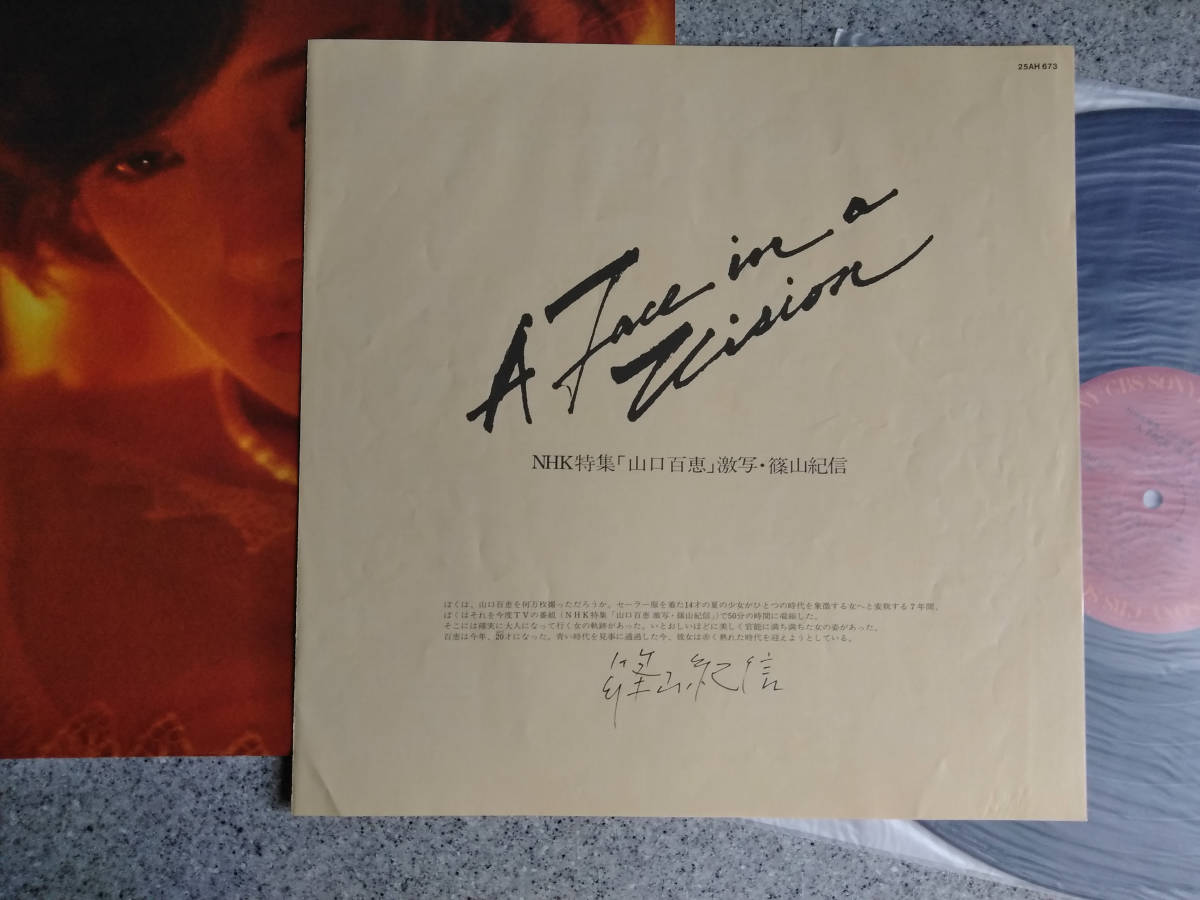 25AH 673
A Face in a
Vision
NHK特集「山口百恵」激写・篠山紀信
ぼくは、山口百恵を何万枚撮っただろうか。セーラー服を着た14才の夏の少女がひとつの時代を象徴する女へと変貌する7年間、
ぼくはそれを今度TVの番組(NHK特集「山口百恵 激写・篠山紀信」)で50分の時間に凝縮した。
そこには確実に大人になって行く女の軌跡があった。いとおしいほどに美しく官能に満ち満ちた女の姿があった。
百恵は今年、20才になった。青い時代を見事に通過した今、彼女は赤く熟れた時代を迎えようとしている。
篠山紀信
CBS SONY